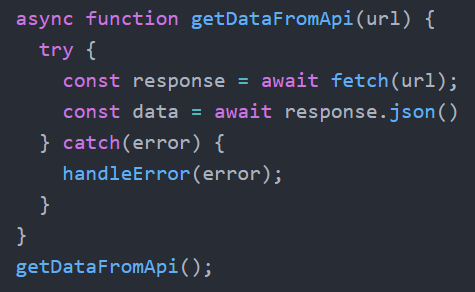 async function getDataFromApi(url) {
  try {
    const response = await fetch(url);
    const data = await response.json()
  } catch(error) {
    handleError(error);
  }
}
getDataFromApi();